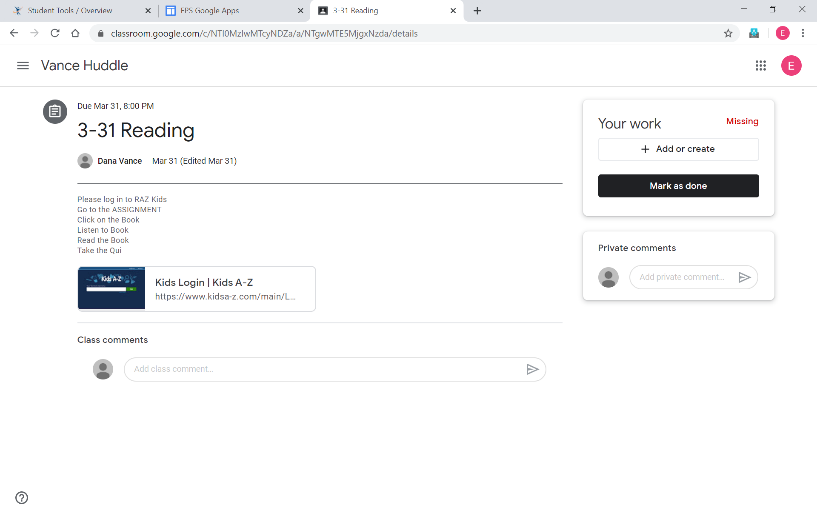 Student Tools / Overview
EPS Google Apps
3-31 Reading
classroom.google.com/c/NTI0MzIwMTcyNDZa/a/NTgwMTE5MjgxNzda/details
E
Vance Huddle
E
Due Mar 31, 8:00 PM
3-31 Reading
Dana Vance Mar 31 (Edited Mar 31)
Please log in to RAZ Kids
Go to the ASSIGNMENT
Click on the Book
Listen to Book
Read the Book
Take the Qui
Kids A-Z
Kids Login | Kids A-Z
https://www.kidsa-z.com/main/L...
Class comments
Add class comment...
Your work Missing
+ Add or create
Mark as done
Private comments
Add private comment...